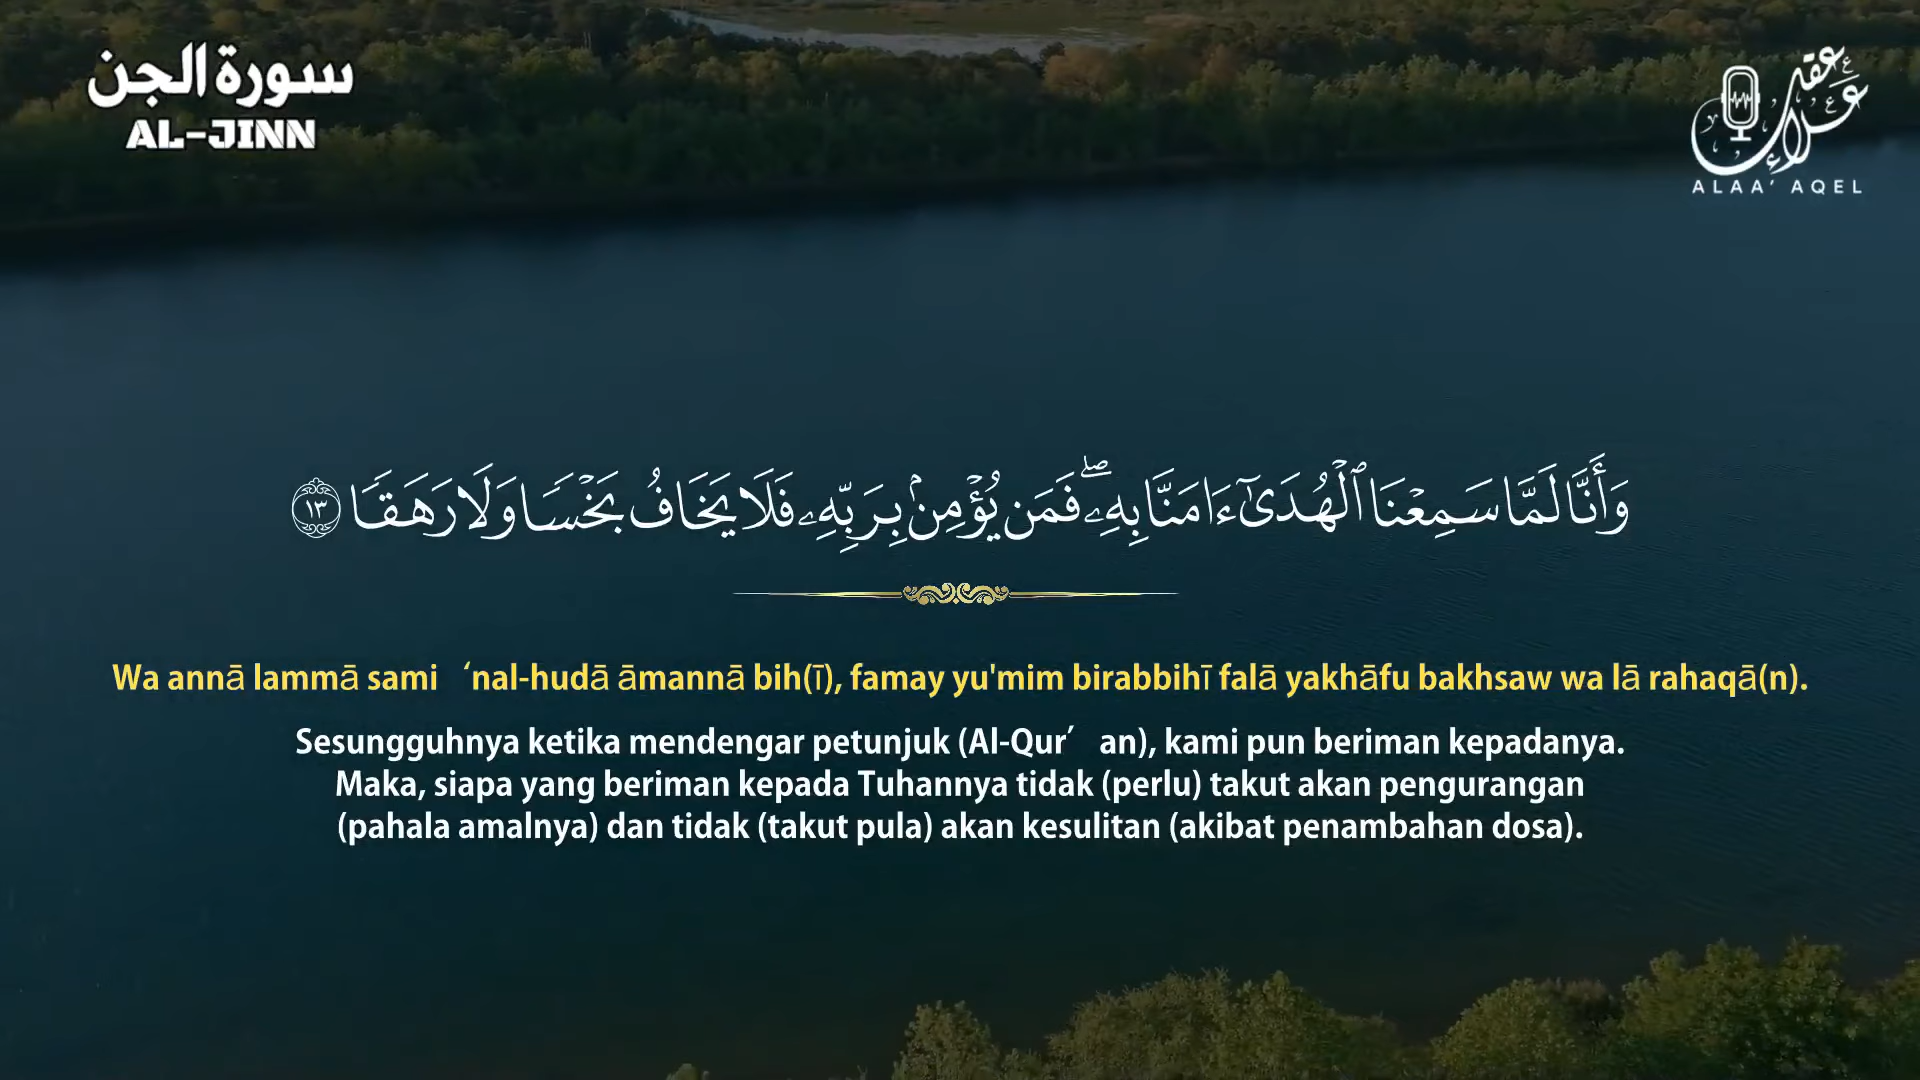 سورة الجن
AL-JINN
علاء عقل
ALAA' AQEL
وَأَنَّا لَمَّا سَمِعْنَا ٱلْهُدَىٰٓ ءَامَنَّا بِهِۦ ۖ فَمَن يُؤْمِنۢ بِرَبِّهِۦ فَلَا يَخَافُ بَخْسًا وَلَا رَهَقًا ١٣
Wa annā lammā sami‘nal-hudā āmannā bih(ī), famay yu'mim birabbihī falā yakhāfu bakhsaw wa lā rahaqā(n).
Sesungguhnya ketika mendengar petunjuk (Al-Qur′an), kami pun beriman kepadanya.
Maka, siapa yang beriman kepada Tuhannya tidak (perlu) takut akan pengurangan
(pahala amalnya) dan tidak (takut pula) akan kesulitan (akibat penambahan dosa).